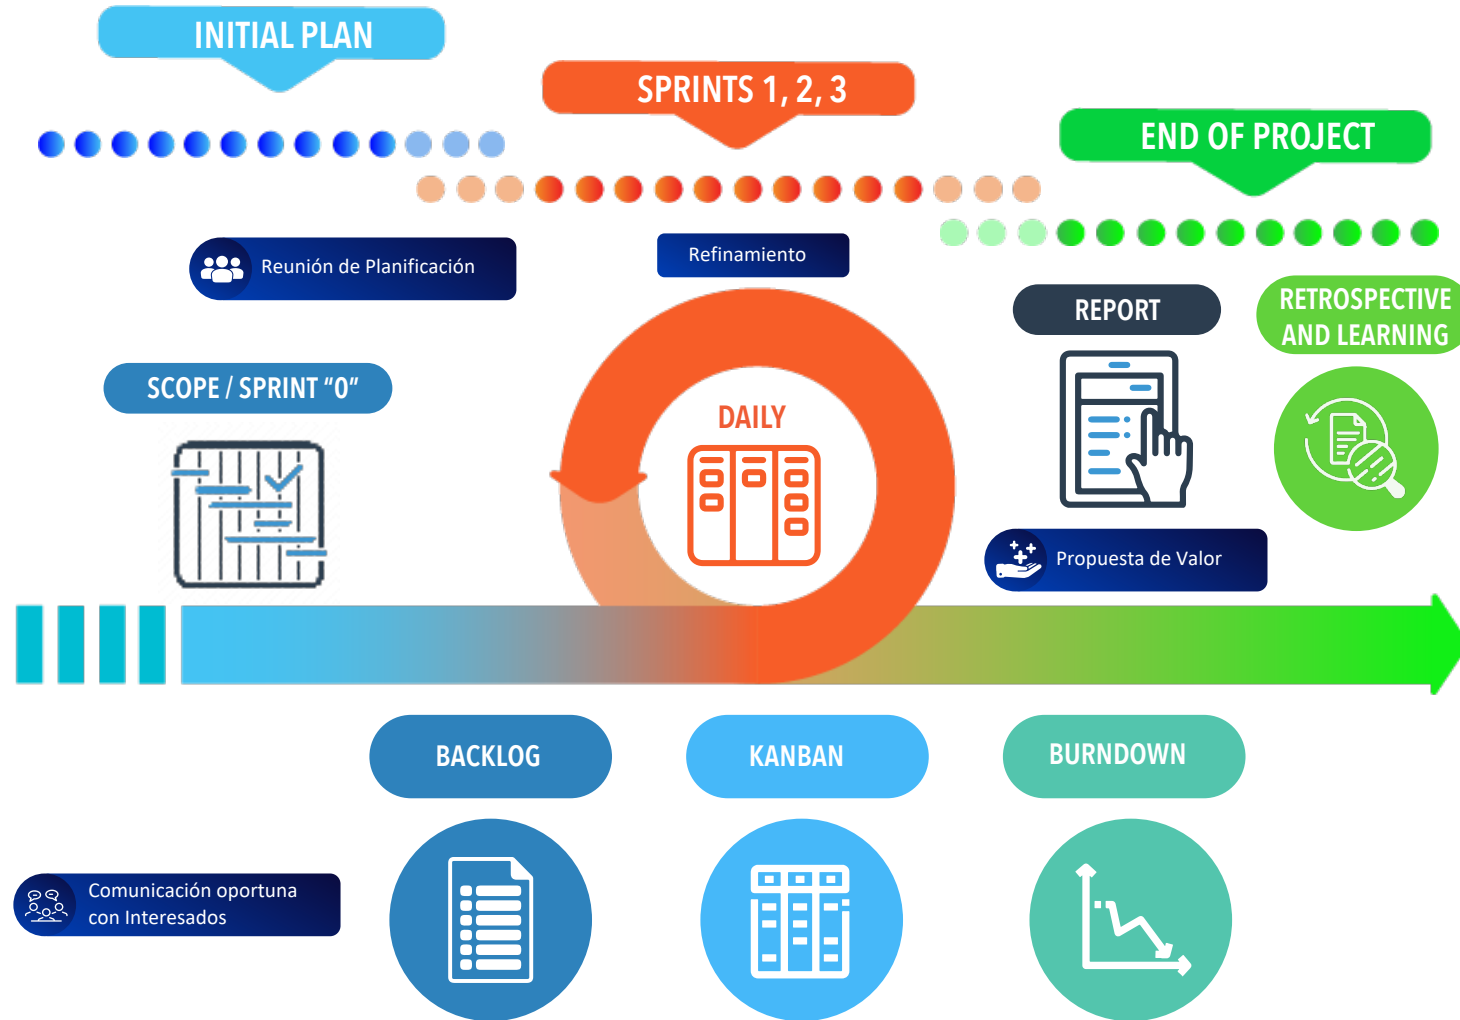 INITIAL PLAN
SPRINTS 1, 2, 3
END OF PROJECT
Reunión de Planificación
Refinamiento
REPORT
RETROSPECTIVE
AND LEARNING
SCOPE / SPRINT “0”
DAILY
Propuesta de Valor
BACKLOG
KANBAN
BURNDOWN
Comunicación oportuna
con Interesados